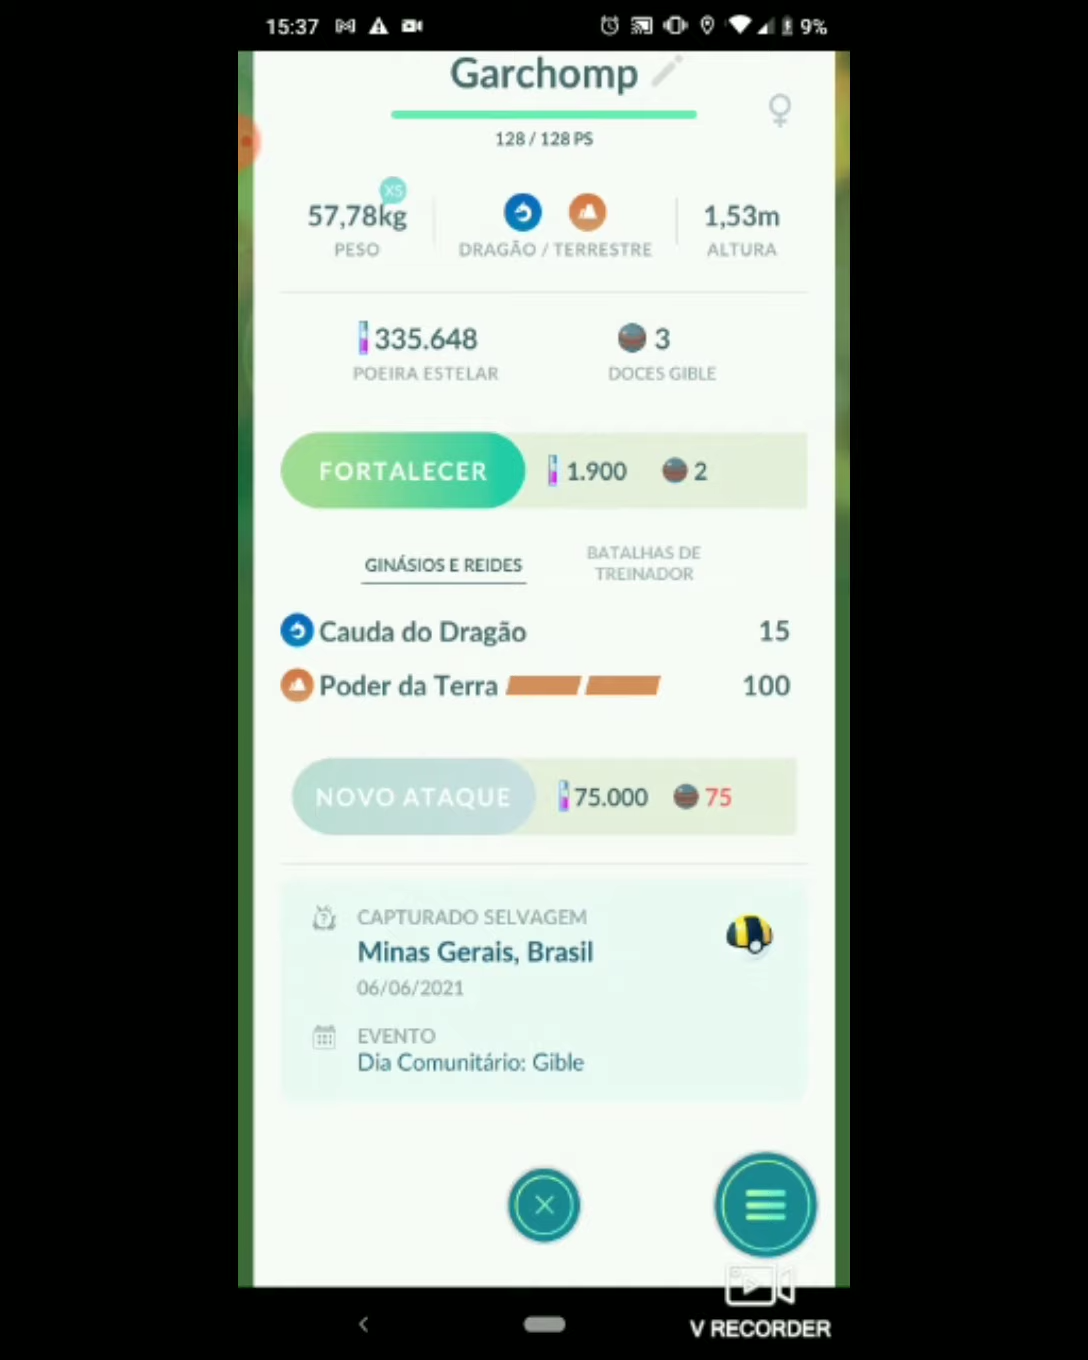 15:37 9%
Garchomp
128 / 128 PS
XS
57,78kg 1,53m
PESO DRAGÃO / TERRESTRE ALTURA
335.648 3
POEIRA ESTELAR DOCES GIBLE
FORTALECER 1.900 2
GINÁSIOS E REIDES BATALHAS DE
TREINADOR
Cauda do Dragão 15
Poder da Terra 100
NOVO ATAQUE 75.000 75
CAPTURADO SELVAGEM
Minas Gerais, Brasil
06/06/2021
EVENTO
Dia Comunitário: Gible
V RECORDER